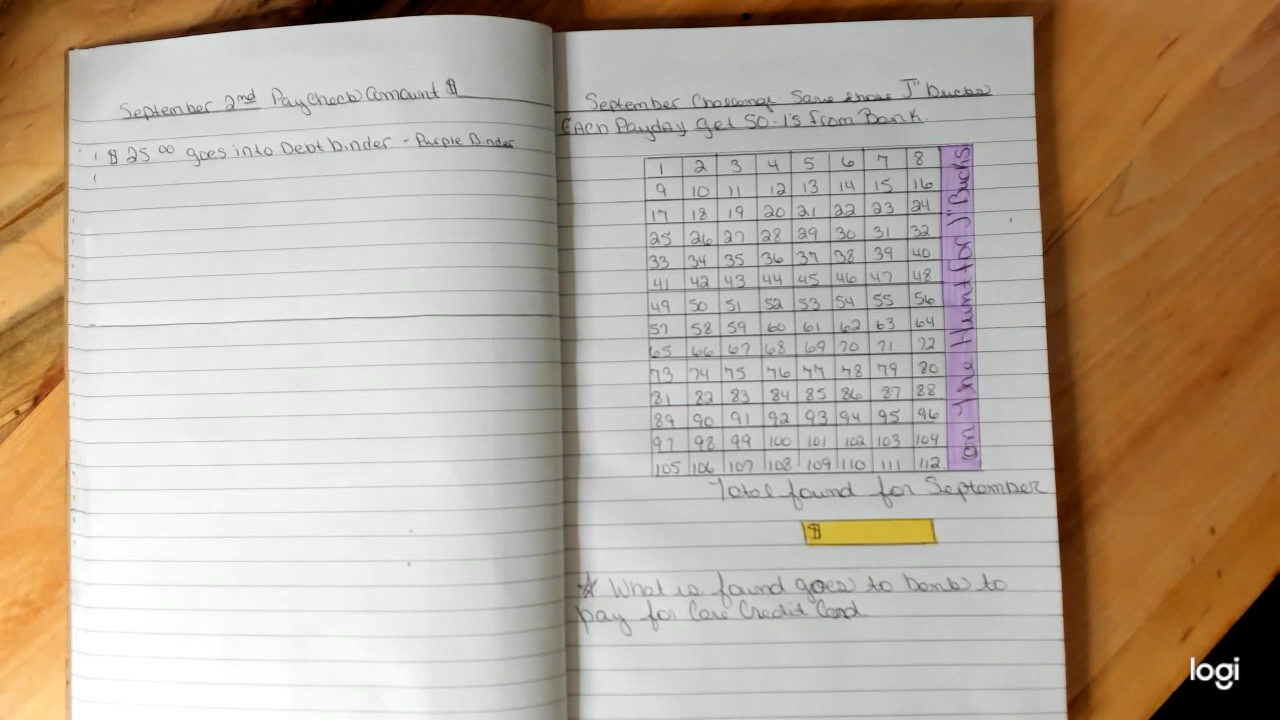 September 2nd PayCheck Amount $
$25 00 goes into Debt binder - Purple Binder
September Challenge. Save those "J" Bucks
EACH Payday get 50-1's from Bank.
1 2 3 4 5 6 7 8
9 10 11 12 13 14 15 16
17 18 19 20 21 22 23 24
25 26 27 28 29 30 31 32
33 34 35 36 37 38 39 40
41 42 43 44 45 46 47 48
49 50 51 52 53 54 55 56
57 58 59 60 61 62 63 64
65 66 67 68 69 70 71 72
73 74 75 76 77 78 79 80
81 82 83 84 85 86 87 88
89 90 91 92 93 94 95 96
97 98 99 100 101 102 103 104
105 106 107 108 109 110 111 112
on The Hunt for "J" Bucks
Total found for September
$
☆ What is found goes to bank to
pay for Care Credit Card.
logi